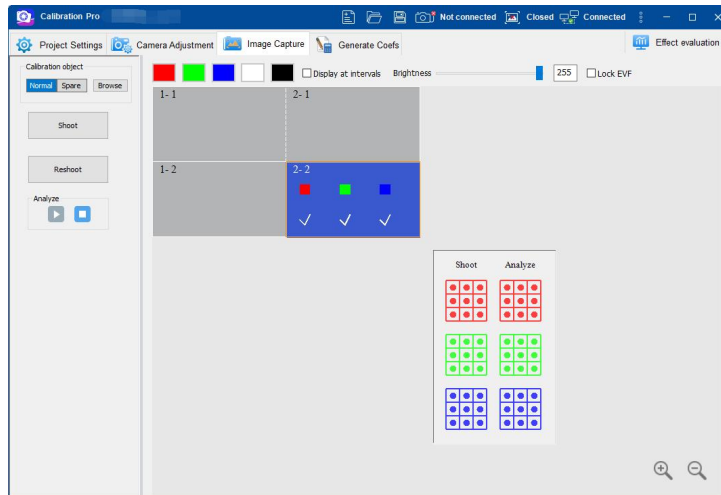 Calibration Pro
Not connected Closed Connected
Project Settings Camera Adjustment Image Capture Generate Coefs Effect evaluation
Calibration object
Normal Spare Browse
Display at intervals Brightness 255 Lock EVF
1- 1 2- 1
Shoot
Reshoot
1- 2 2- 2
Analyze
Shoot Analyze